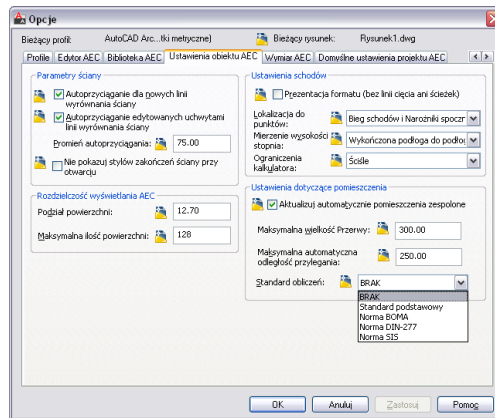 Opcje
Bieżący profil: AutoCAD Arc...tki metryczne) Bieżący rysunek: Rysunek1.dwg
Profile Edytor AEC Biblioteka AEC Ustawienia obiektu AEC Wymiar AEC Domyślne ustawienia projektu AEC
Parametry ściany
Autoprzyciąganie dla nowych linii
wyrównania ściany
Autoprzyciąganie edytowanych uchwytami
linii wyrównania ściany
Promień autoprzyciągania: 75.00
Nie pokazuj stylów zakończeń ściany przy
otwarciu
Rozdzielczość wyświetlania AEC
Podział powierzchni: 12.70
Maksymalna ilość powierzchni: 128
Ustawienia schodów
Prezentacja formatu (bez linii cięcia ani ścieżek)
Lokalizacja do
punktów: Bieg schodów i Narożniki spoczr
Mierzenie wysokości
stopnia: Wykończona podłoga do podłog
Ograniczenia
kalkulatora: Ściśle
Ustawienia dotyczące pomieszczenia
Aktualizuj automatycznie pomieszczenia zespolone
Maksymalna wielkość Przerwy: 300.00
Maksymalna automatyczna
odległość przylegania: 250.00
Standard obliczeń: BRAK
BRAK
Standard podstawowy
Norma BOMA
Norma DIN-277
Norma SIS
OK Anuluj Zastosuj Pomoc